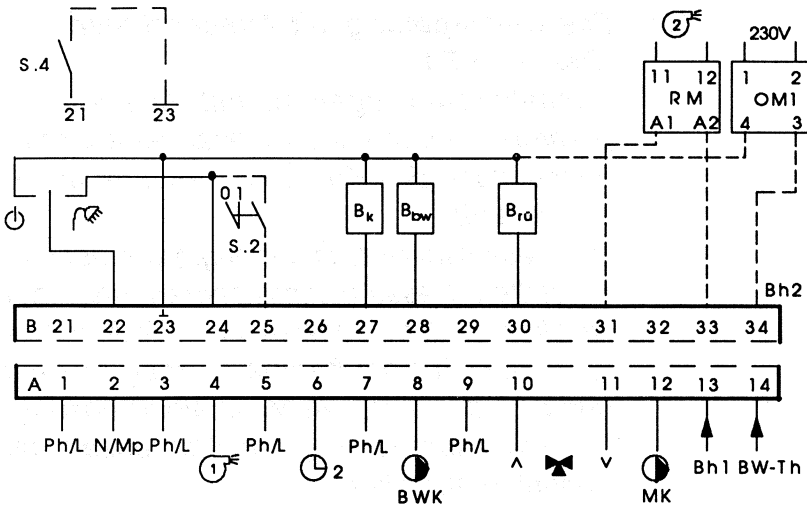 2 230V
S.4 11 12 1 2
RM OM1
21 23 A1 A2 4 3
0 1
Bk Bbw Brü
S.2
Bh2
B 21 22 23 24 25 26 27 28 29 30 31 32 33 34
A 1 2 3 4 5 6 7 8 9 10 11 12 13 14
Ph/L N/Mp Ph/L 1 Ph/L 2 Ph/L Ph/L ^ v Bh1 BW-Th
BWK MK